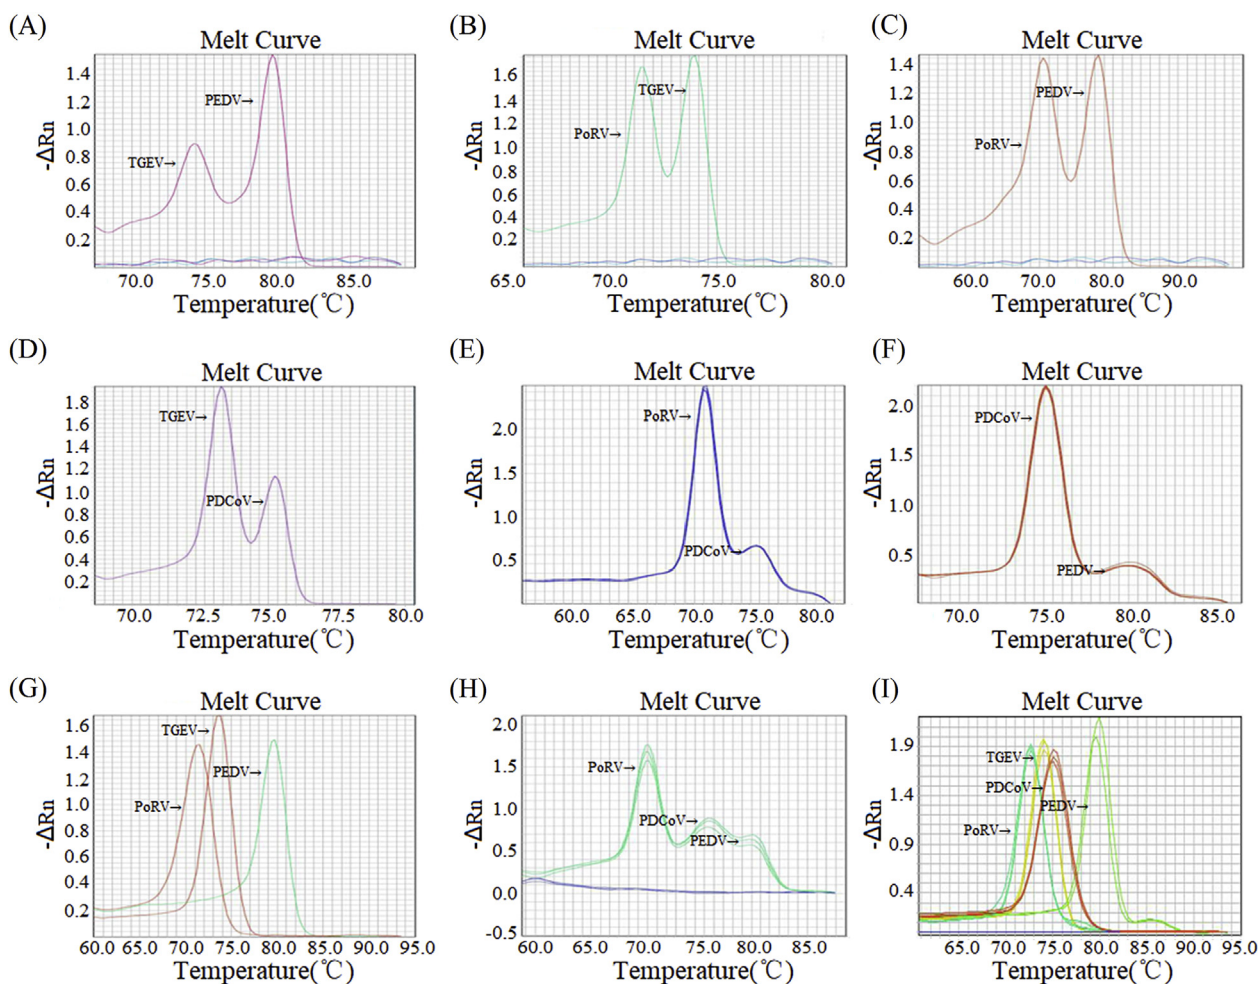 (A)
Melt Curve
-ΔRn
1.4
1.2
1.0
0.8
0.6
0.4
0.2
PEDV→
TGEV→
70.0 75.0 80.0 85.0
Temperature(℃)
(B)
Melt Curve
-ΔRn
1.6
1.4
1.2
1.0
0.8
0.6
0.4
0.2
TGEV→
PoRV→
65.0 70.0 75.0 80.0
Temperature(℃)
(C)
Melt Curve
-ΔRn
1.4
1.2
1.0
0.8
0.6
0.4
0.2
PEDV→
PoRV→
60.0 70.0 80.0 90.0
Temperature(℃)
(D)
Melt Curve
-ΔRn
1.8
1.6
1.4
1.2
1.0
0.8
0.6
0.4
0.2
TGEV→
PDCoV→
70.0 72.5 75.0 77.5 80.0
Temperature(℃)
(E)
Melt Curve
-ΔRn
2.0
1.5
1.0
0.5
PoRV→
PDCoV→
60.0 65.0 70.0 75.0 80.0
Temperature(℃)
(F)
Melt Curve
-ΔRn
2.0
1.5
1.0
0.5
PDCoV→
PEDV→
70.0 75.0 80.0 85.0
Temperature(℃)
(G)
Melt Curve
-ΔRn
1.6
1.4
1.2
1.0
0.8
0.6
0.4
0.2
TGEV→
PEDV→
PoRV→
60.0 65.0 70.0 75.0 80.0 85.0 90.0 95.0
Temperature(℃)
(H)
Melt Curve
-ΔRn
2.0
1.5
1.0
0.5
0.0
-0.5
PoRV→
PDCoV→
PEDV→
60.0 65.0 70.0 75.0 80.0 85.0
Temperature(℃)
(I)
Melt Curve
-ΔRn
1.9
1.4
0.9
0.4
TGEV→
PDCoV→
PEDV→
PoRV→
65.0 70.0 75.0 80.0 85.0 90.0 95.0
Temperature(℃)